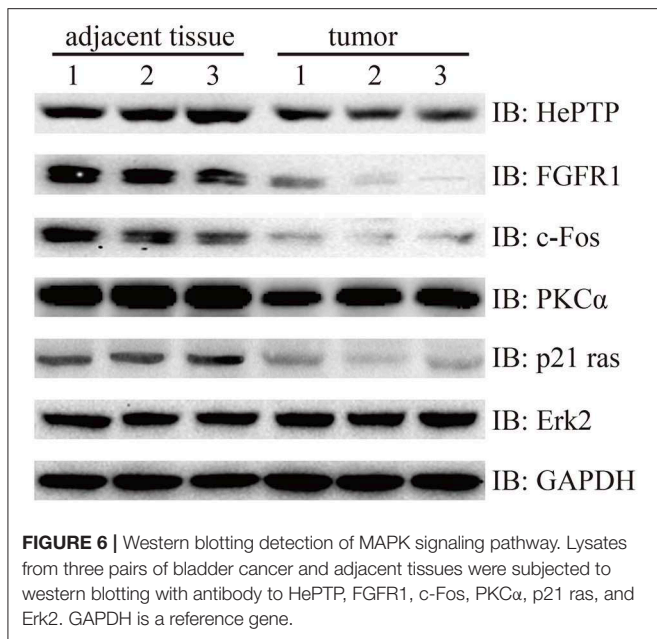 adjacent tissue tumor
1 2 3 1 2 3
IB: HePTP
IB: FGFR1
IB: c-Fos
IB: PKCα
IB: p21 ras
IB: Erk2
IB: GAPDH
FIGURE 6 | Western blotting detection of MAPK signaling pathway. Lysates
from three pairs of bladder cancer and adjacent tissues were subjected to
western blotting with antibody to HePTP, FGFR1, c-Fos, PKCα, p21 ras, and
Erk2. GAPDH is a reference gene.